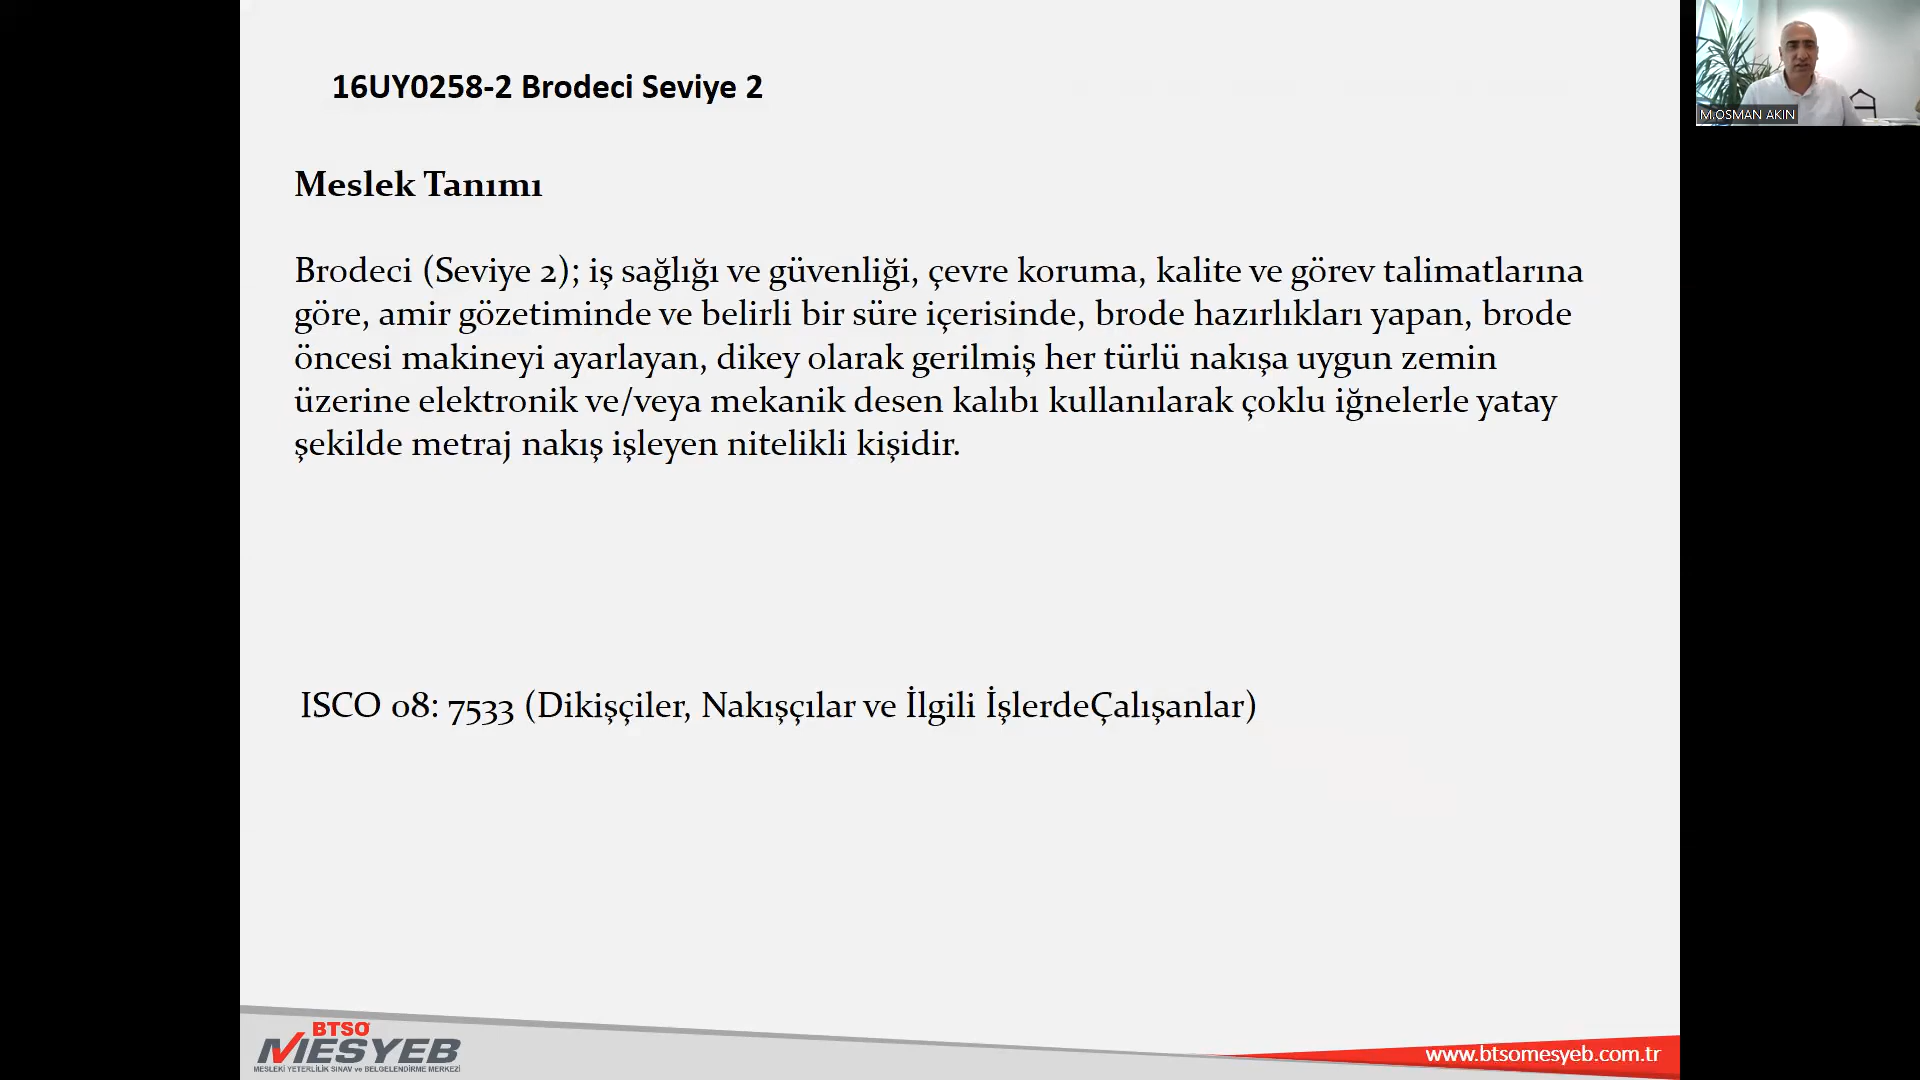 16UY0258-2 Brodeci Seviye 2
M.OSMAN AKIN
Meslek Tanımı
Brodeci (Seviye 2); iş sağlığı ve güvenliği, çevre koruma, kalite ve görev talimatlarına
göre, amir gözetiminde ve belirli bir süre içerisinde, brode hazırlıkları yapan, brode
öncesi makineyi ayarlayan, dikey olarak gerilmiş her türlü nakışa uygun zemin
üzerine elektronik ve/veya mekanik desen kalıbı kullanılarak çoklu iğnelerle yatay
şekilde metraj nakış işleyen nitelikli kişidir.
ISCO 08: 7533 (Dikişçiler, Nakışçılar ve İlgili İşlerdeÇalışanlar)
BTSO
MESYEB
MESLEKİ YETERLİLİK SINAV ve BELGELENDİRME MERKEZİ
www.btsomesyeb.com.tr